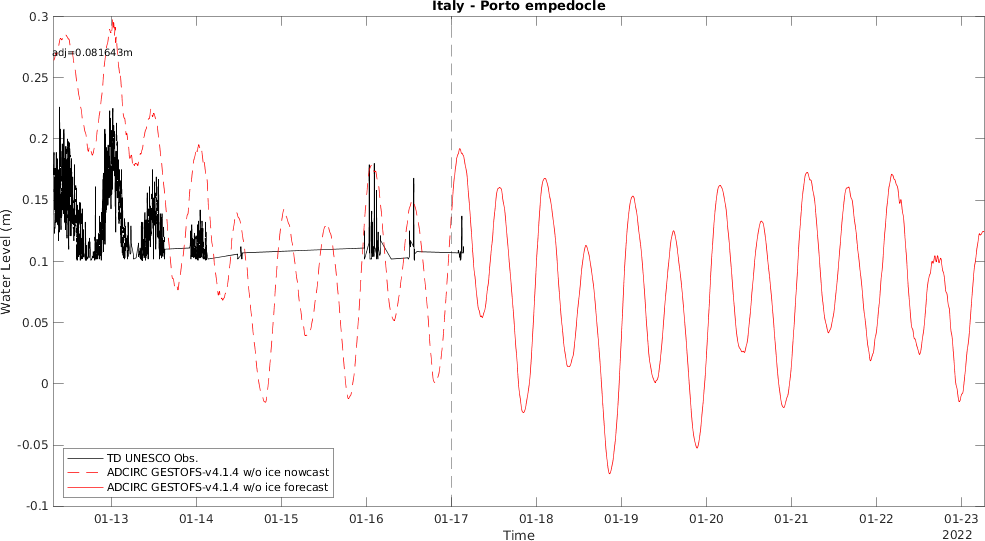 Italy - Porto empedocle
adj=0.081643m
Water Level (m)
0.3
0.25
0.2
0.15
0.1
0.05
0
-0.05
-0.1
TD UNESCO Obs.
ADCIRC GESTOFS-v4.1.4 w/o ice nowcast
ADCIRC GESTOFS-v4.1.4 w/o ice forecast
01-13 01-14 01-15 01-16 01-17 01-18 01-19 01-20 01-21 01-22 01-23
Time 2022